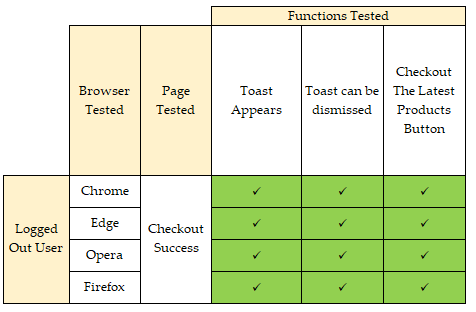 Functions Tested
Browser Tested
Page Tested
Toast Appears
Toast can be dismissed
Checkout The Latest Products Button
Logged Out User
Chrome
Checkout Success
✓ ✓ ✓
Edge
✓ ✓ ✓
Opera
✓ ✓ ✓
Firefox
✓ ✓ ✓